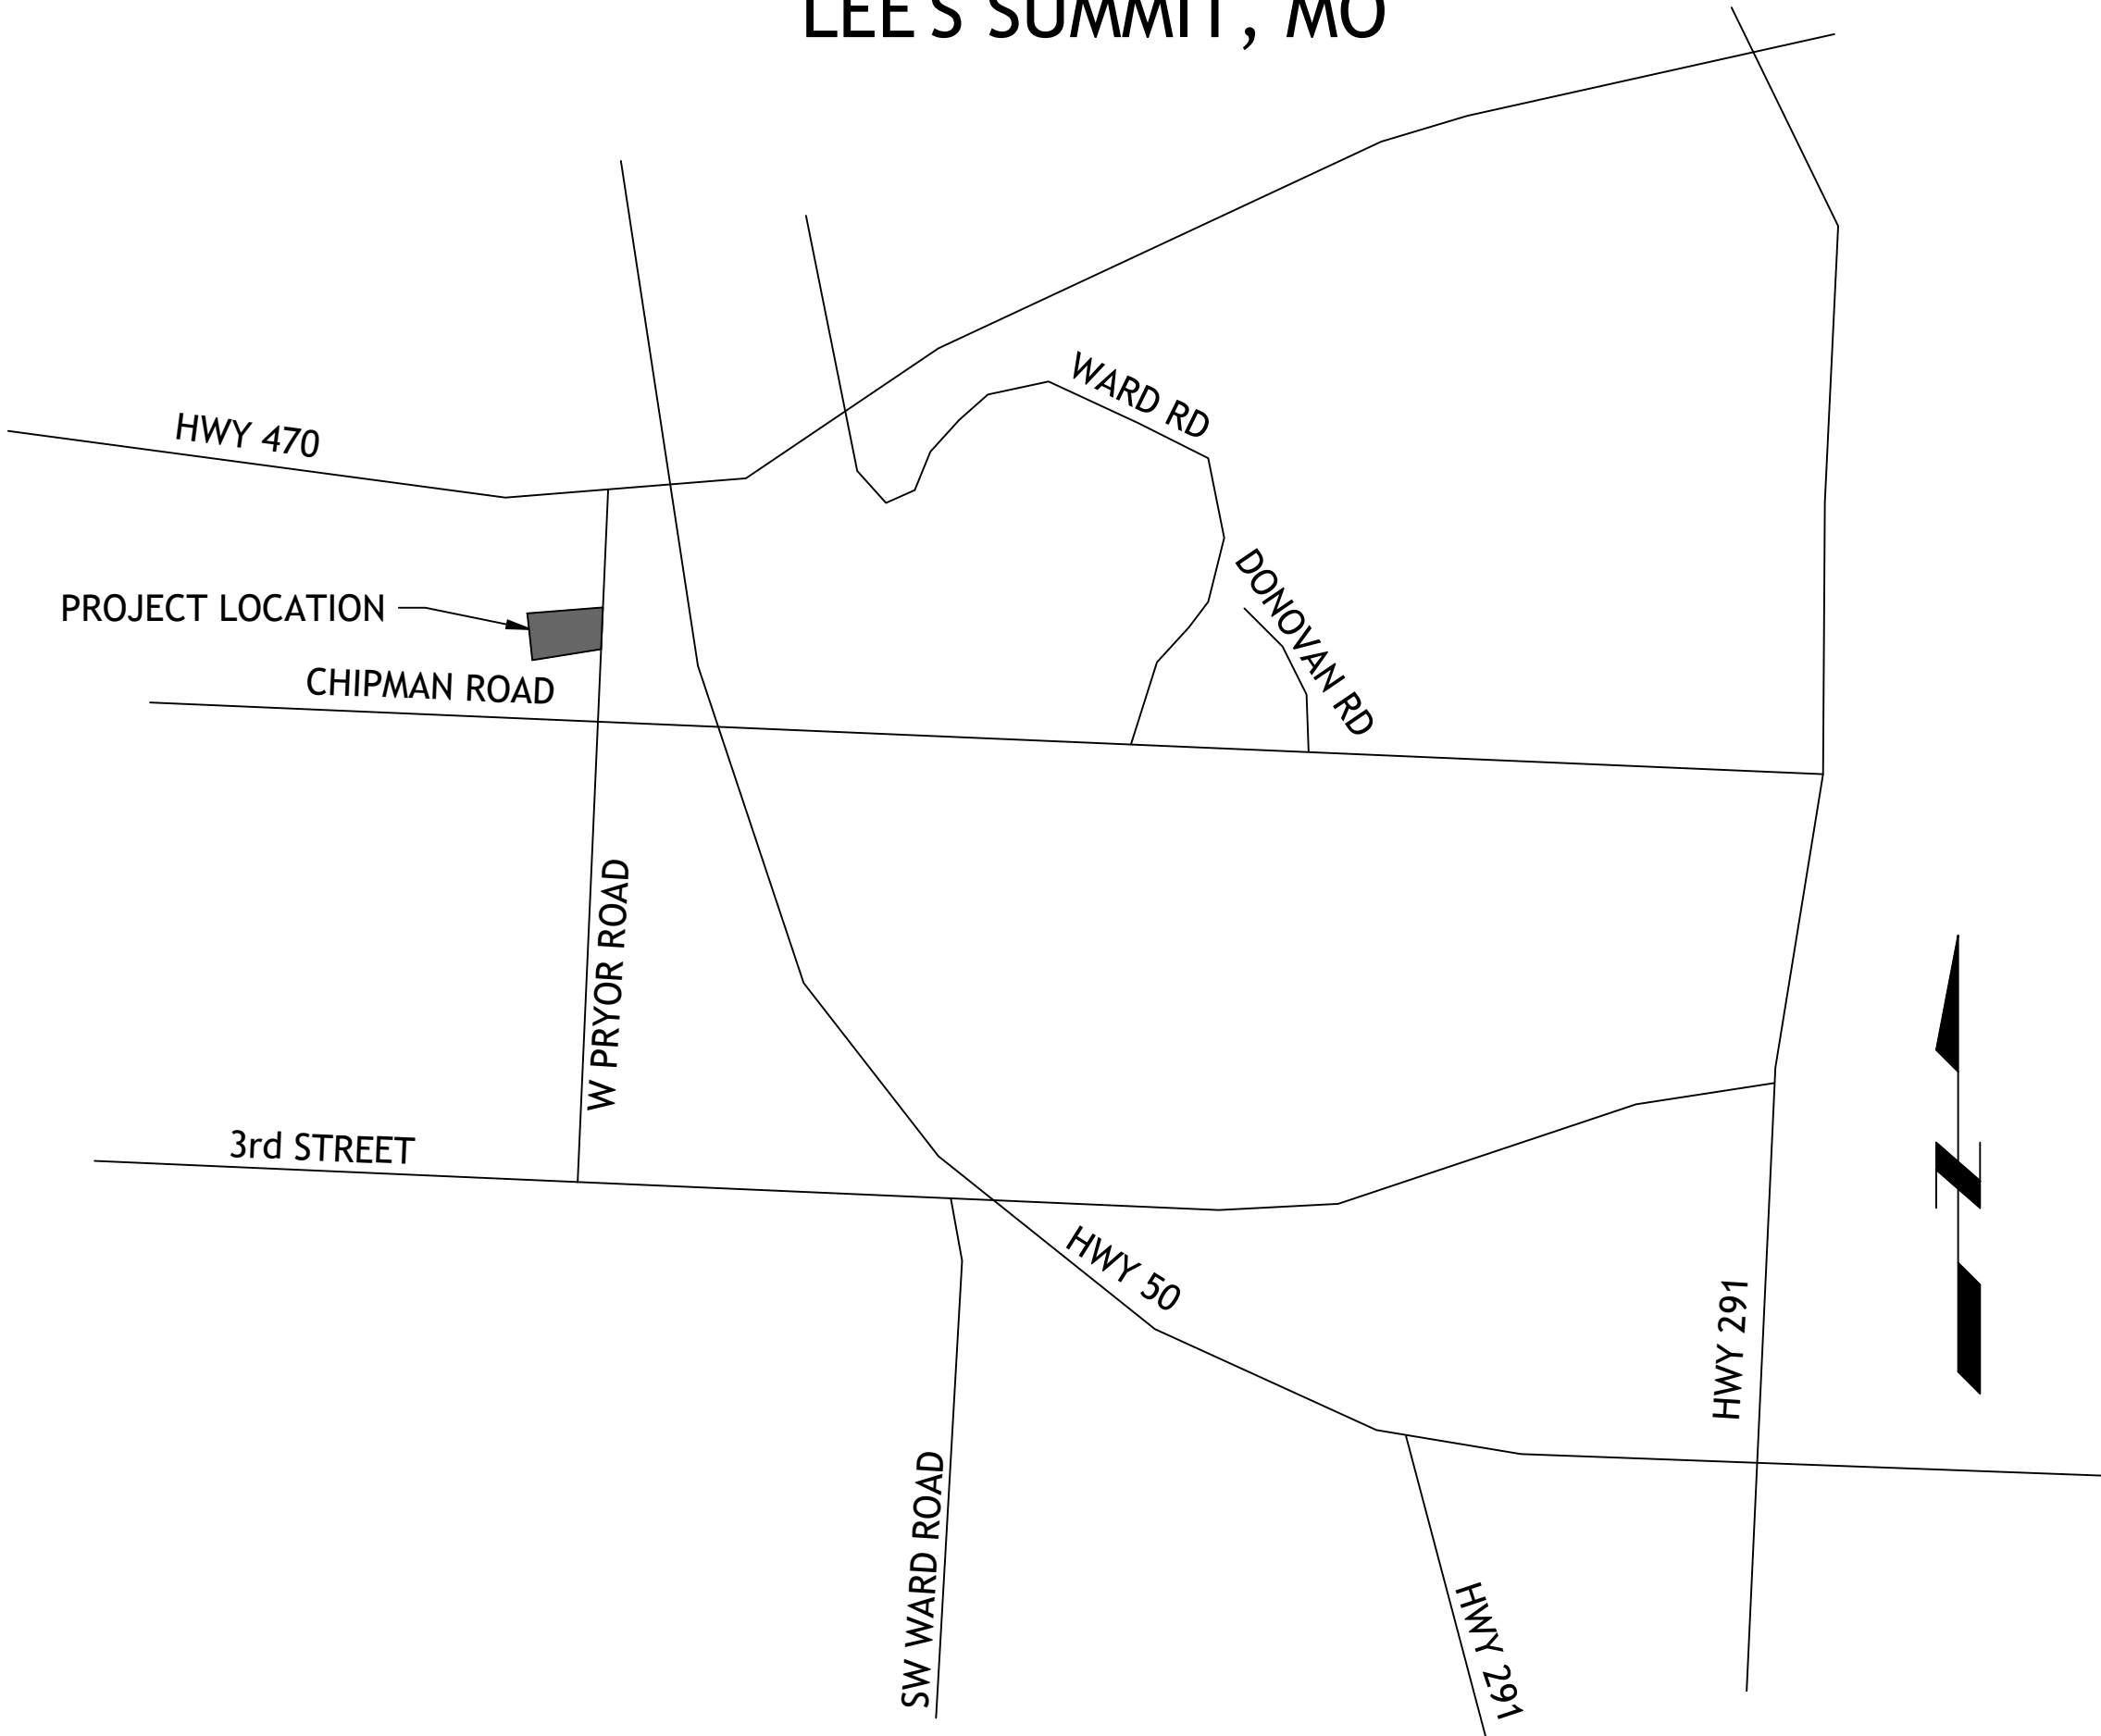 LEE'S SUMMIT, MO
WARD RD
HWY 470
DONOVAN RD
PROJECT LOCATION
CHIPMAN ROAD
W PRYOR ROAD
3rd STREET
N
HWY 50
HWY 291
SW WARD ROAD
HWY 291